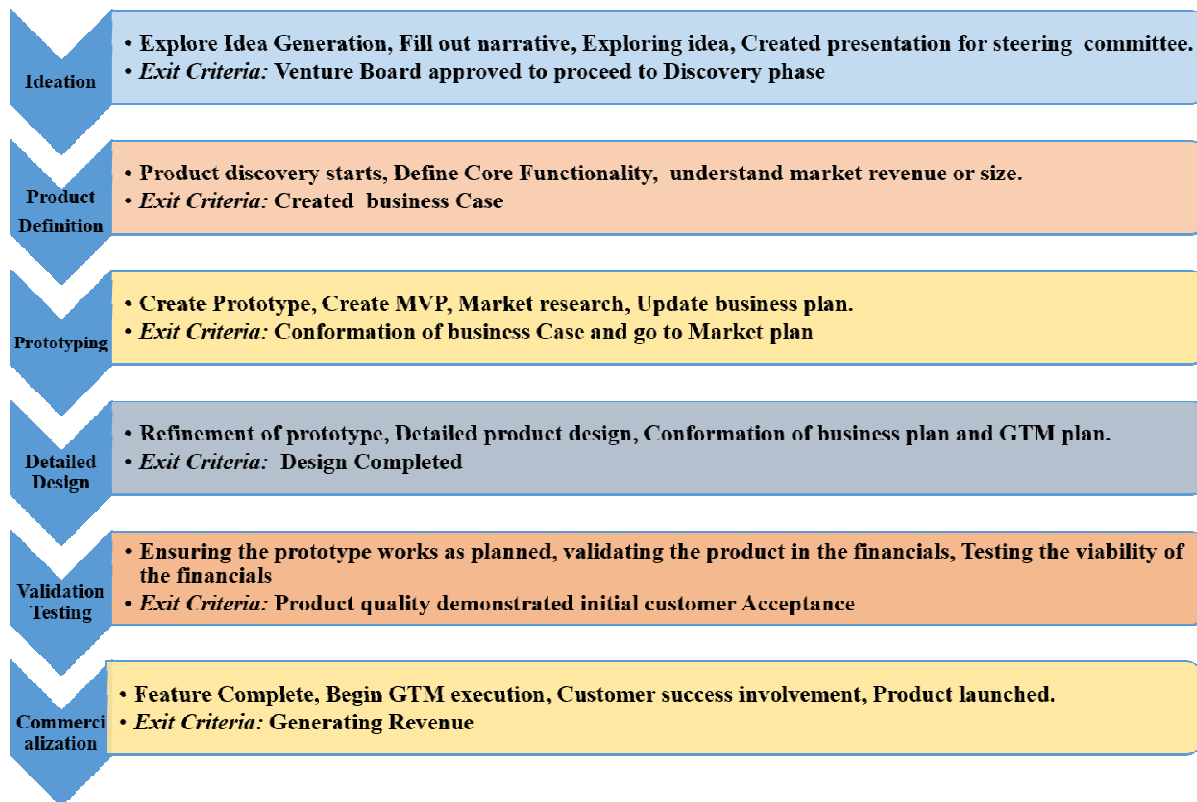 Ideation
• Explore Idea Generation, Fill out narrative, Exploring idea, Created presentation for steering committee.
• Exit Criteria: Venture Board approved to proceed to Discovery phase
Product
Definition
• Product discovery starts, Define Core Functionality, understand market revenue or size.
• Exit Criteria: Created business Case
Prototyping
• Create Prototype, Create MVP, Market research, Update business plan.
• Exit Criteria: Conformation of business Case and go to Market plan
Detailed
Design
• Refinement of prototype, Detailed product design, Conformation of business plan and GTM plan.
• Exit Criteria: Design Completed
Validation
Testing
• Ensuring the prototype works as planned, validating the product in the financials, Testing the viability of
the financials
• Exit Criteria: Product quality demonstrated initial customer Acceptance
Commerci
alization
• Feature Complete, Begin GTM execution, Customer success involvement, Product launched.
• Exit Criteria: Generating Revenue